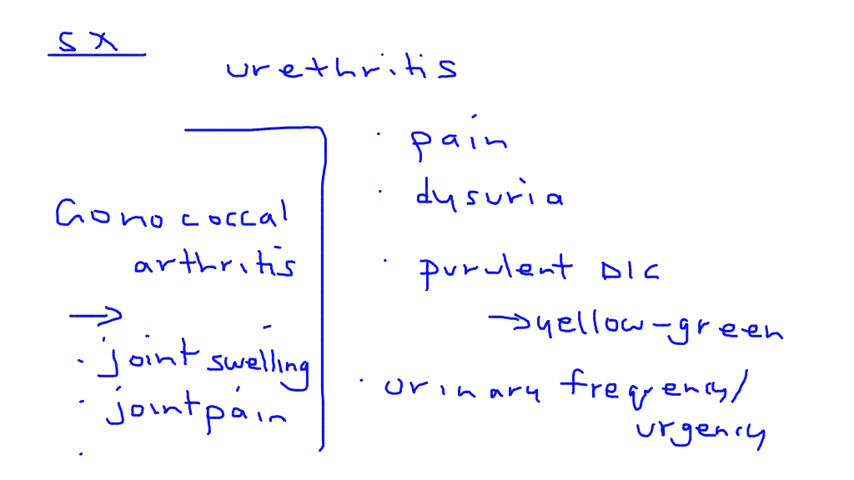 sx
urethritis
· pain
· dysuria
· purulent D/C
→ yellow-green
· urinary frequency/
urgency
Gonococcal
arthritis
→
· joint swelling
· joint pain
·